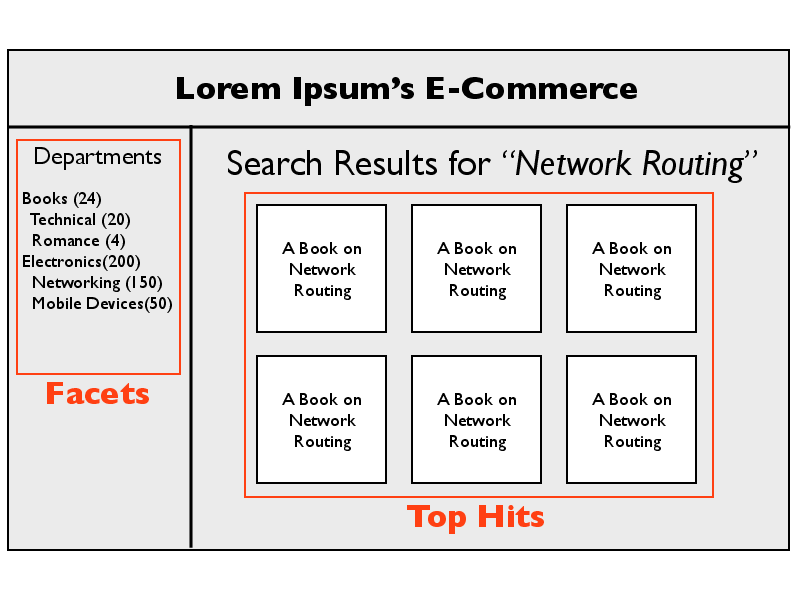 Lorem Ipsum’s E-Commerce
Departments
Books (24)
Technical (20)
Romance (4)
Electronics(200)
Networking (150)
Mobile Devices(50)
Facets
Search Results for “Network Routing”
A Book on
Network
Routing
A Book on
Network
Routing
A Book on
Network
Routing
A Book on
Network
Routing
A Book on
Network
Routing
A Book on
Network
Routing
Top Hits